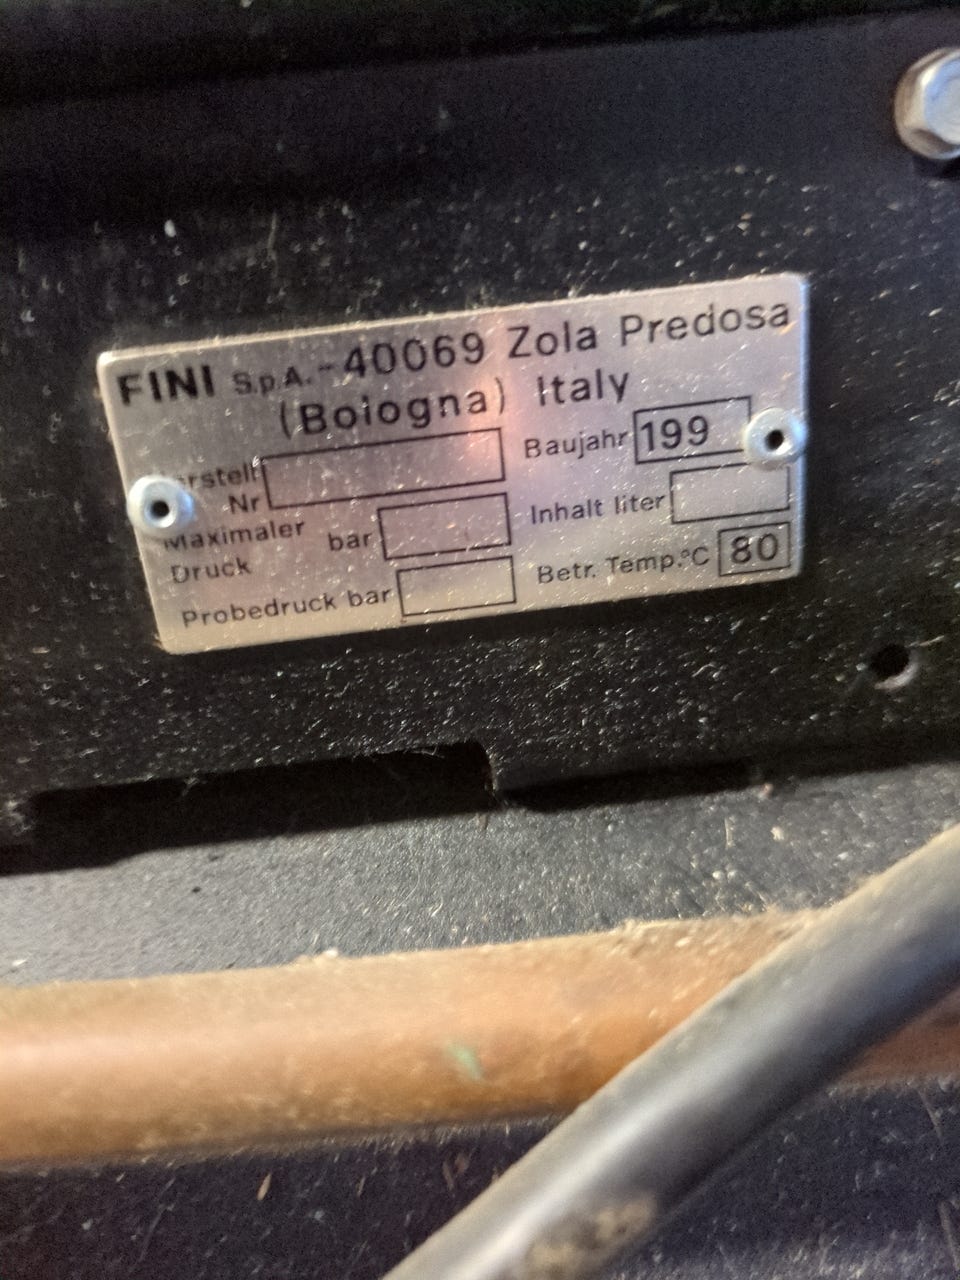 FINI S.p.A. - 40069 Zola Predosa
(Bologna) Italy
Baujahr 199
Nr
Inhalt liter
Maximaler
Druck bar
Betr. Temp. °C 80
Probedruck bar